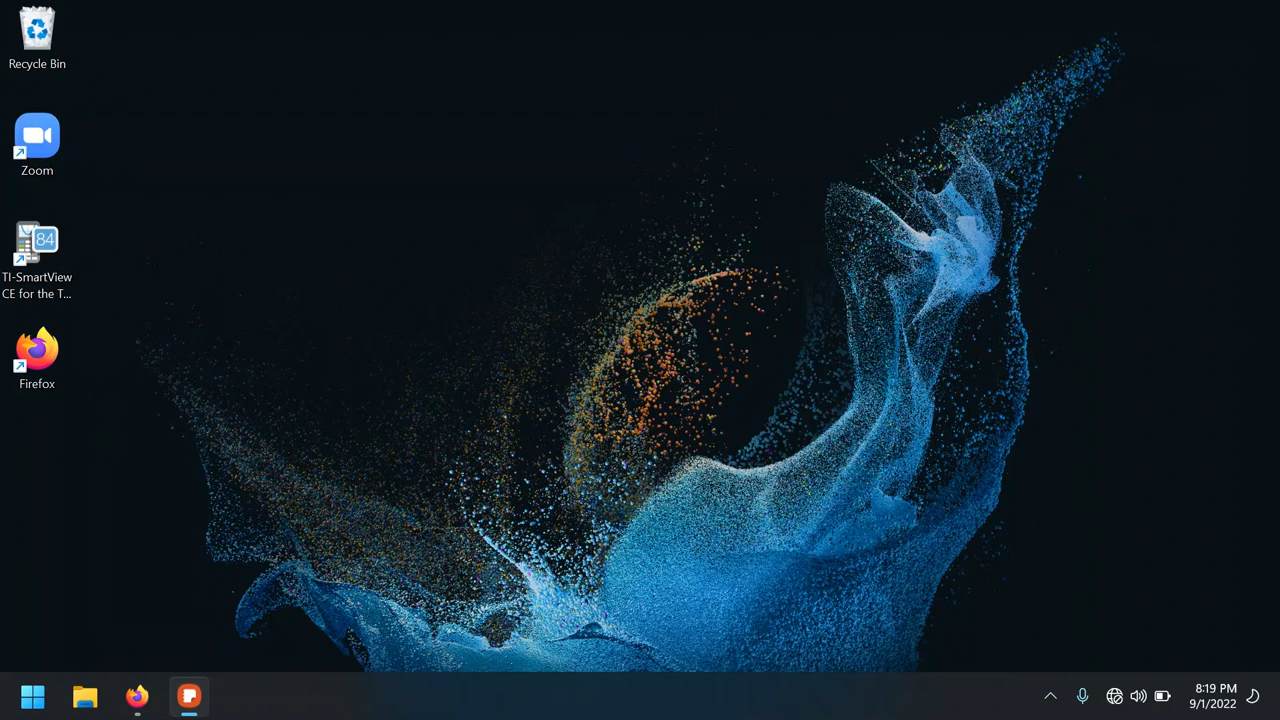 Recycle Bin
Zoom
84
TI-SmartView
CE for the T...
Firefox
8:19 PM
9/1/2022